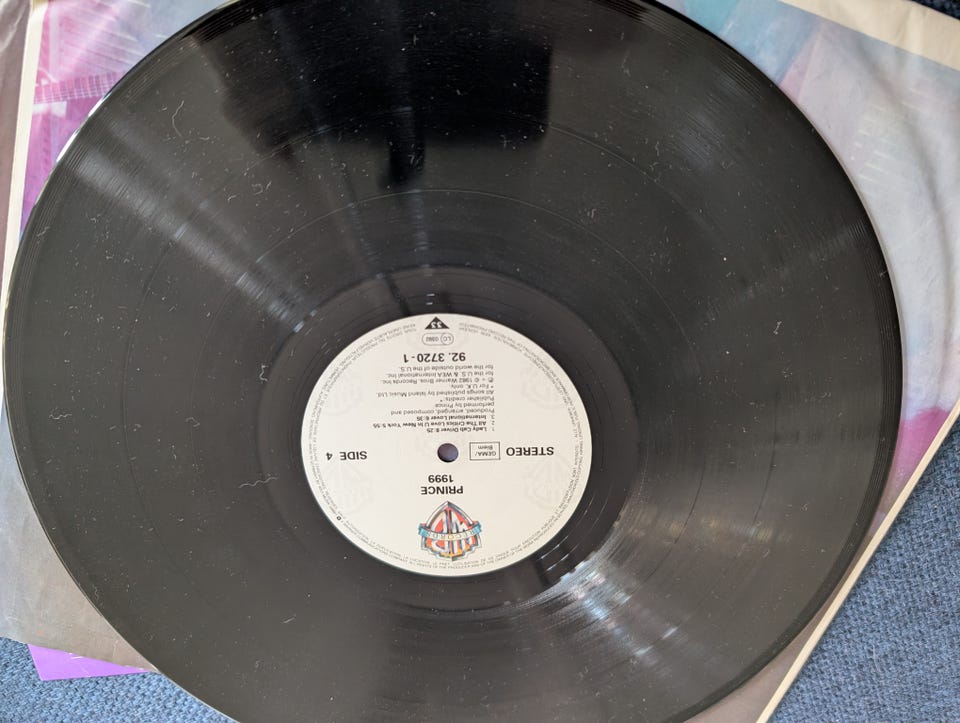 RECORDS
PRINCE
1999
STEREO
GEMA/
Biem
SIDE 4
1. Lady Cab Driver 8:25
2. All The Critics Love U In New York 5:55
3. International Lover 6:35
Produced, arranged, composed and
performed by Prince
Publisher credits: *
All songs published by Island Music Ltd
* For U.K. only.
℗ + © 1982 Warner Bros. Records Inc.
for the U.S. & WEA International Inc.
for the world outside of the U.S.
92. 3720-1
LC 0392
33